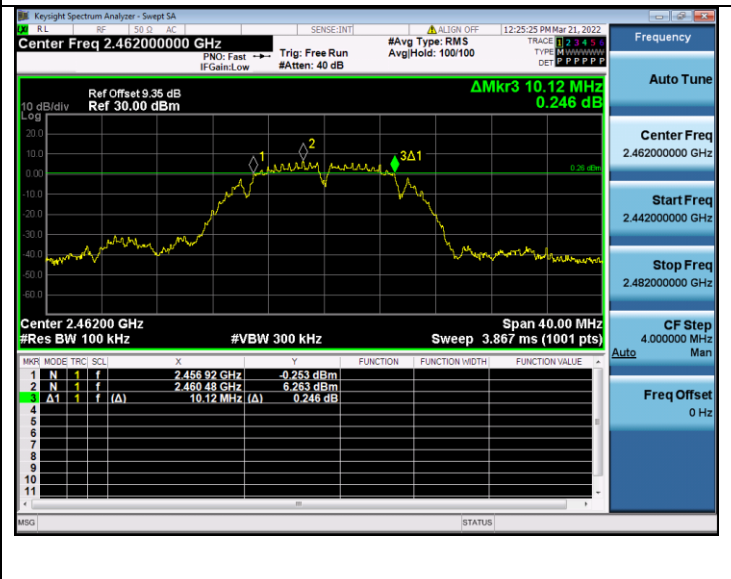 Keysight Spectrum Analyzer - Swept SA
RL RF 50 Ω AC SENSE:INT ALIGN OFF 12:25:25 PM Mar 21, 2022
Center Freq 2.462000000 GHz
PNO: Fast
IFGain:Low
Trig: Free Run
#Atten: 40 dB
#Avg Type: RMS
Avg|Hold: 100/100
TRACE 1 2 3 4 5 6
TYPE M WWWWW
DET P P P P P P
Ref Offset 9.35 dB
10 dB/div Ref 30.00 dBm
Log
ΔMkr3 10.12 MHz
0.246 dB
20.0
10.0
0.00
-10.0
-20.0
-30.0
-40.0
-50.0
-60.0
1
2
3Δ1
0.26 dBm
Center 2.46200 GHz Span 40.00 MHz
#Res BW 100 kHz #VBW 300 kHz Sweep 3.867 ms (1001 pts)
MKR MODE TRC SCL X Y FUNCTION FUNCTION WIDTH FUNCTION VALUE
1 N 1 f 2.456 92 GHz -0.253 dBm
2 N 1 f 2.460 48 GHz 6.263 dBm
3 Δ1 1 f (Δ) 10.12 MHz (Δ) 0.246 dB
4
5
6
7
8
9
10
11
MSG STATUS
Frequency
Auto Tune
Center Freq
2.462000000 GHz
Start Freq
2.442000000 GHz
Stop Freq
2.482000000 GHz
CF Step
4.000000 MHz
Auto Man
Freq Offset
0 Hz